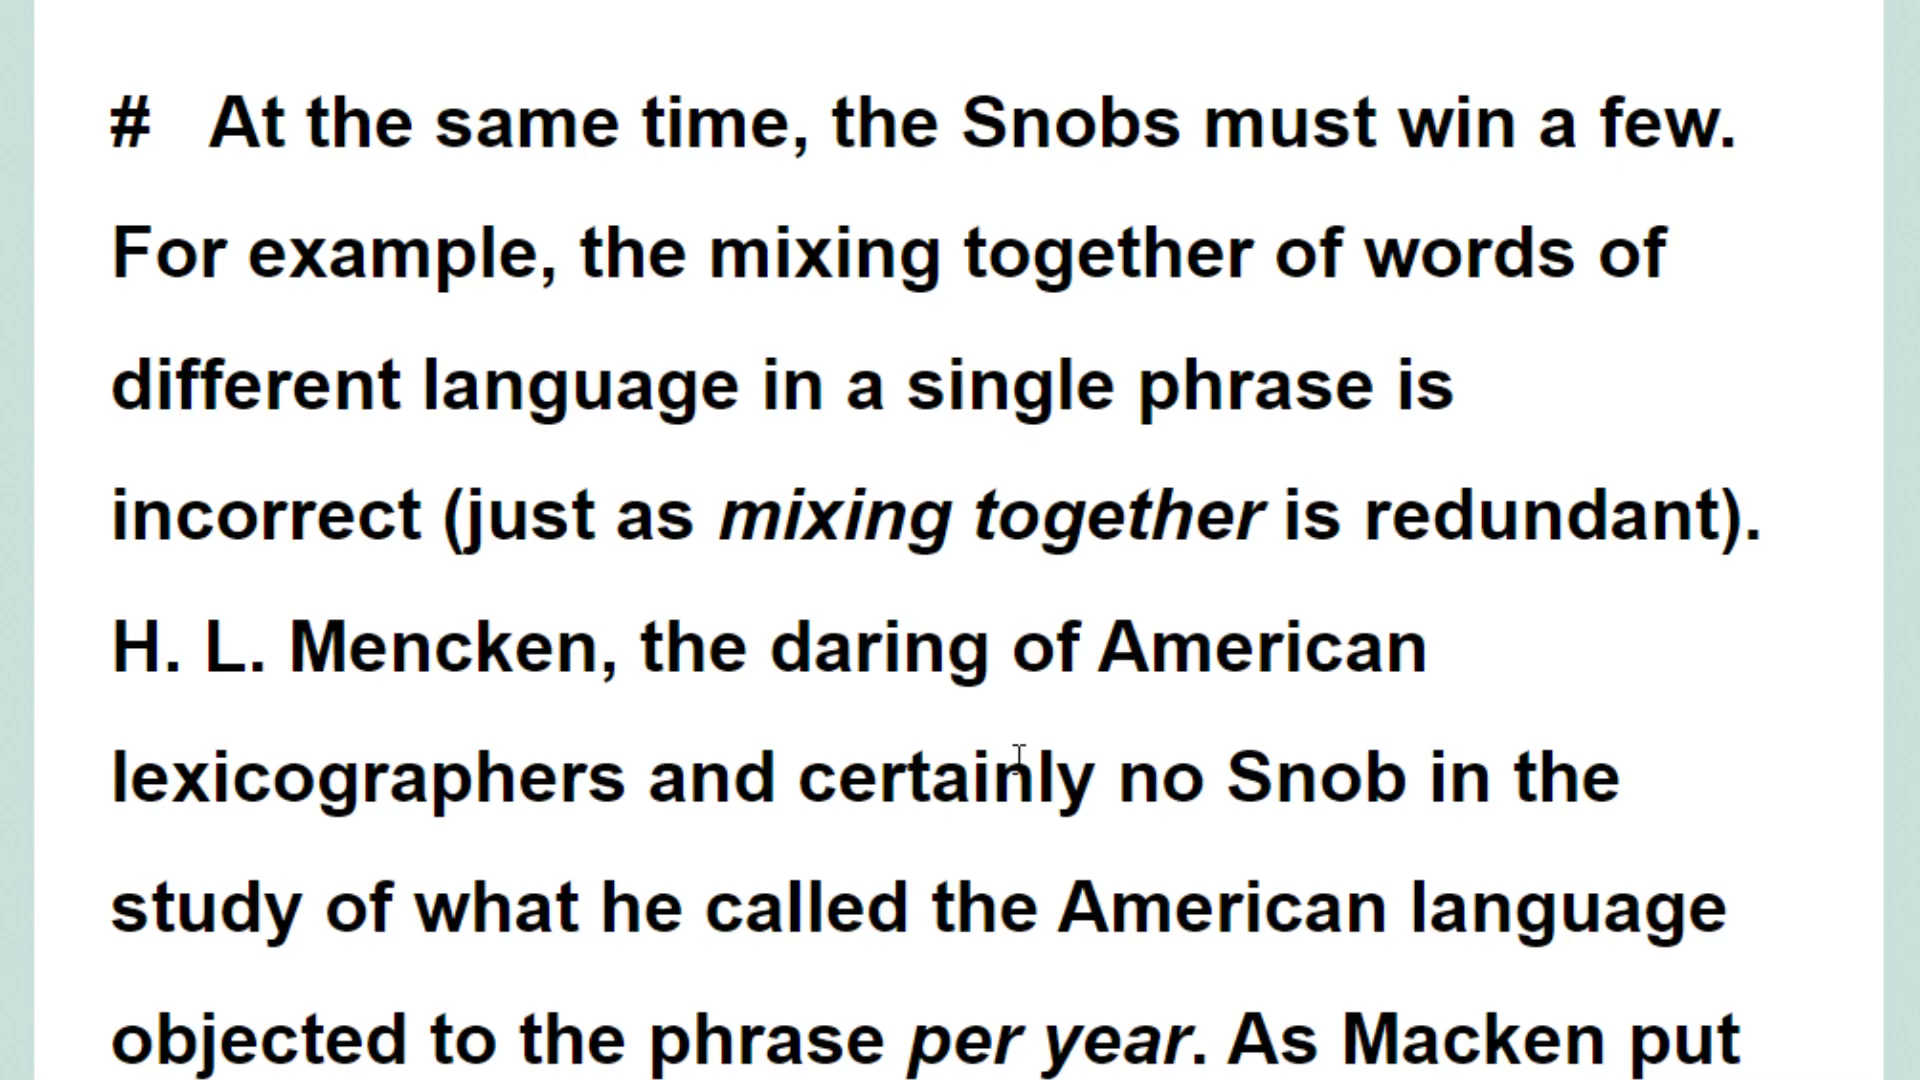 # At the same time, the Snobs must win a few.
For example, the mixing together of words of
different language in a single phrase is
incorrect (just as mixing together is redundant).
H. L. Mencken, the daring of American
lexicographers and certainly no Snob in the
study of what he called the American language
objected to the phrase per year. As Macken put